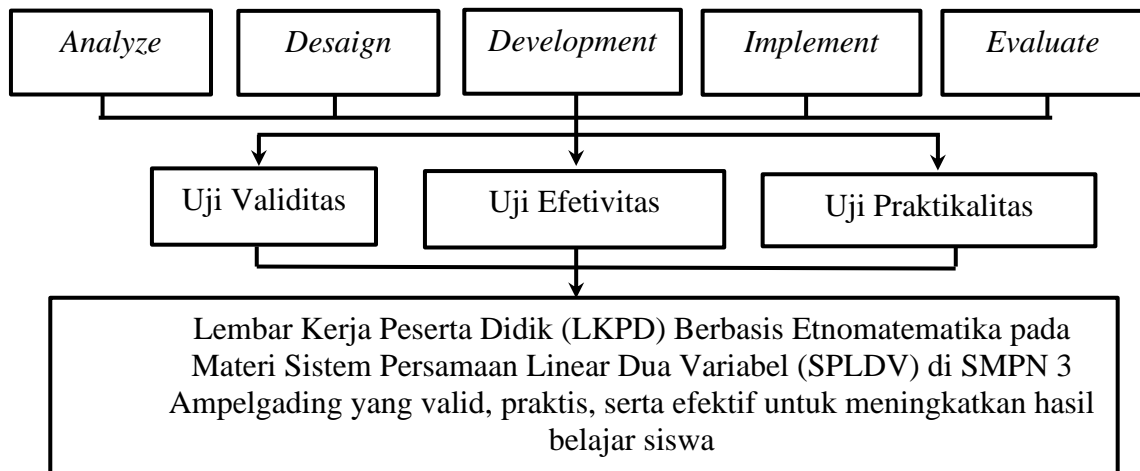 Analyze
Desaign
Development
Implement
Evaluate
Uji Validitas
Uji Efetivitas
Uji Praktikalitas
Lembar Kerja Peserta Didik (LKPD) Berbasis Etnomatematika pada
Materi Sistem Persamaan Linear Dua Variabel (SPLDV) di SMPN 3
Ampelgading yang valid, praktis, serta efektif untuk meningkatkan hasil
belajar siswa